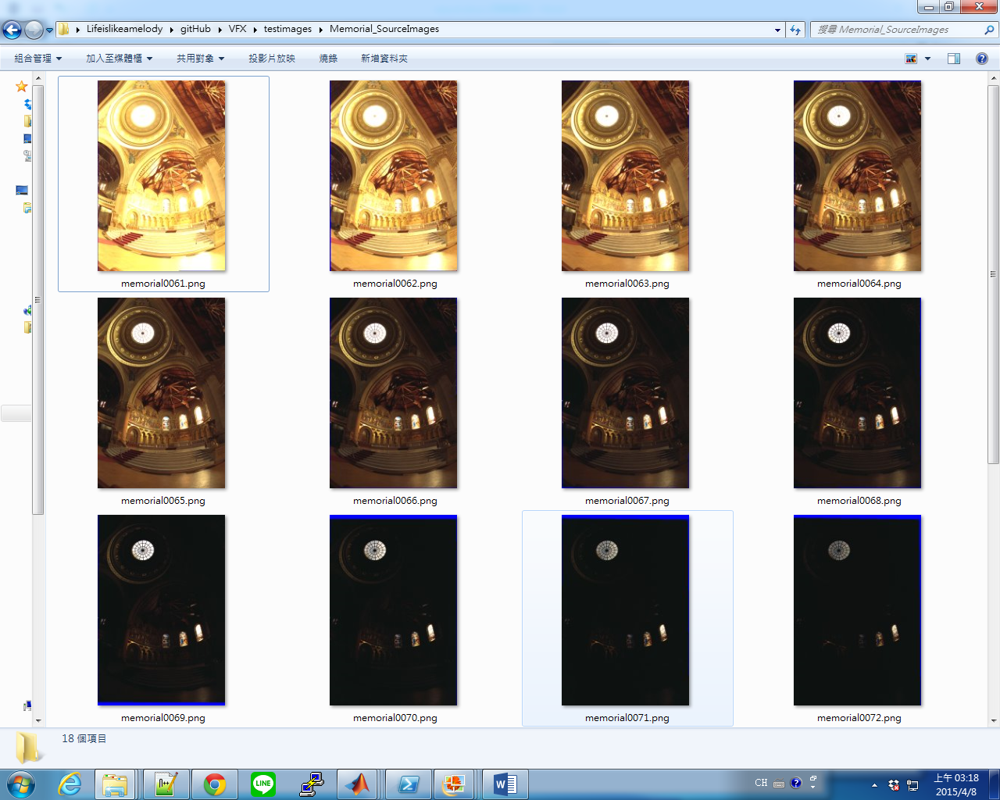 Lifeislikeamelody gitHub VFX testimages Memorial_SourceImages
搜尋 Memorial_SourceImages
組合管理 加入至媒體櫃 共用對象 投影片放映 燒錄 新增資料夾
memorial0061.png memorial0062.png memorial0063.png memorial0064.png
memorial0065.png memorial0066.png memorial0067.png memorial0068.png
memorial0069.png memorial0070.png memorial0071.png memorial0072.png
18 個項目
LINE
CH
上午 03:18
2015/4/8